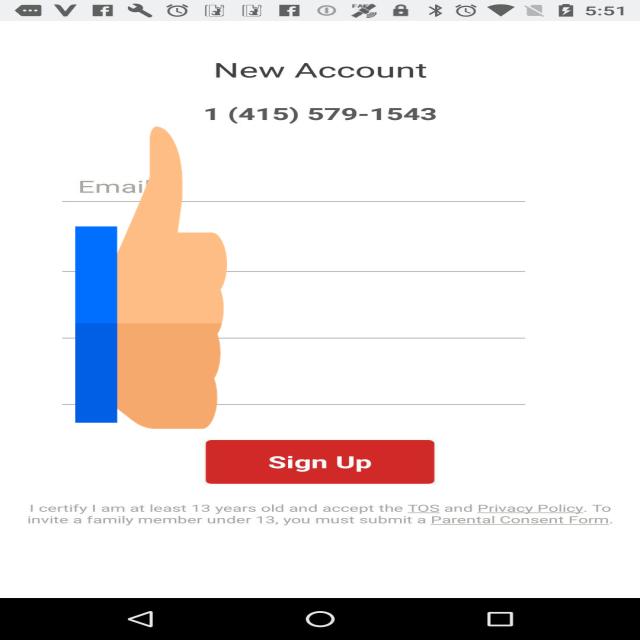 5:51
New Account
1 (415) 579-1543
Email
Sign Up
I certify I am at least 13 years old and accept the TOS and Privacy Policy. To
invite a family member under 13, you must submit a Parental Consent Form.